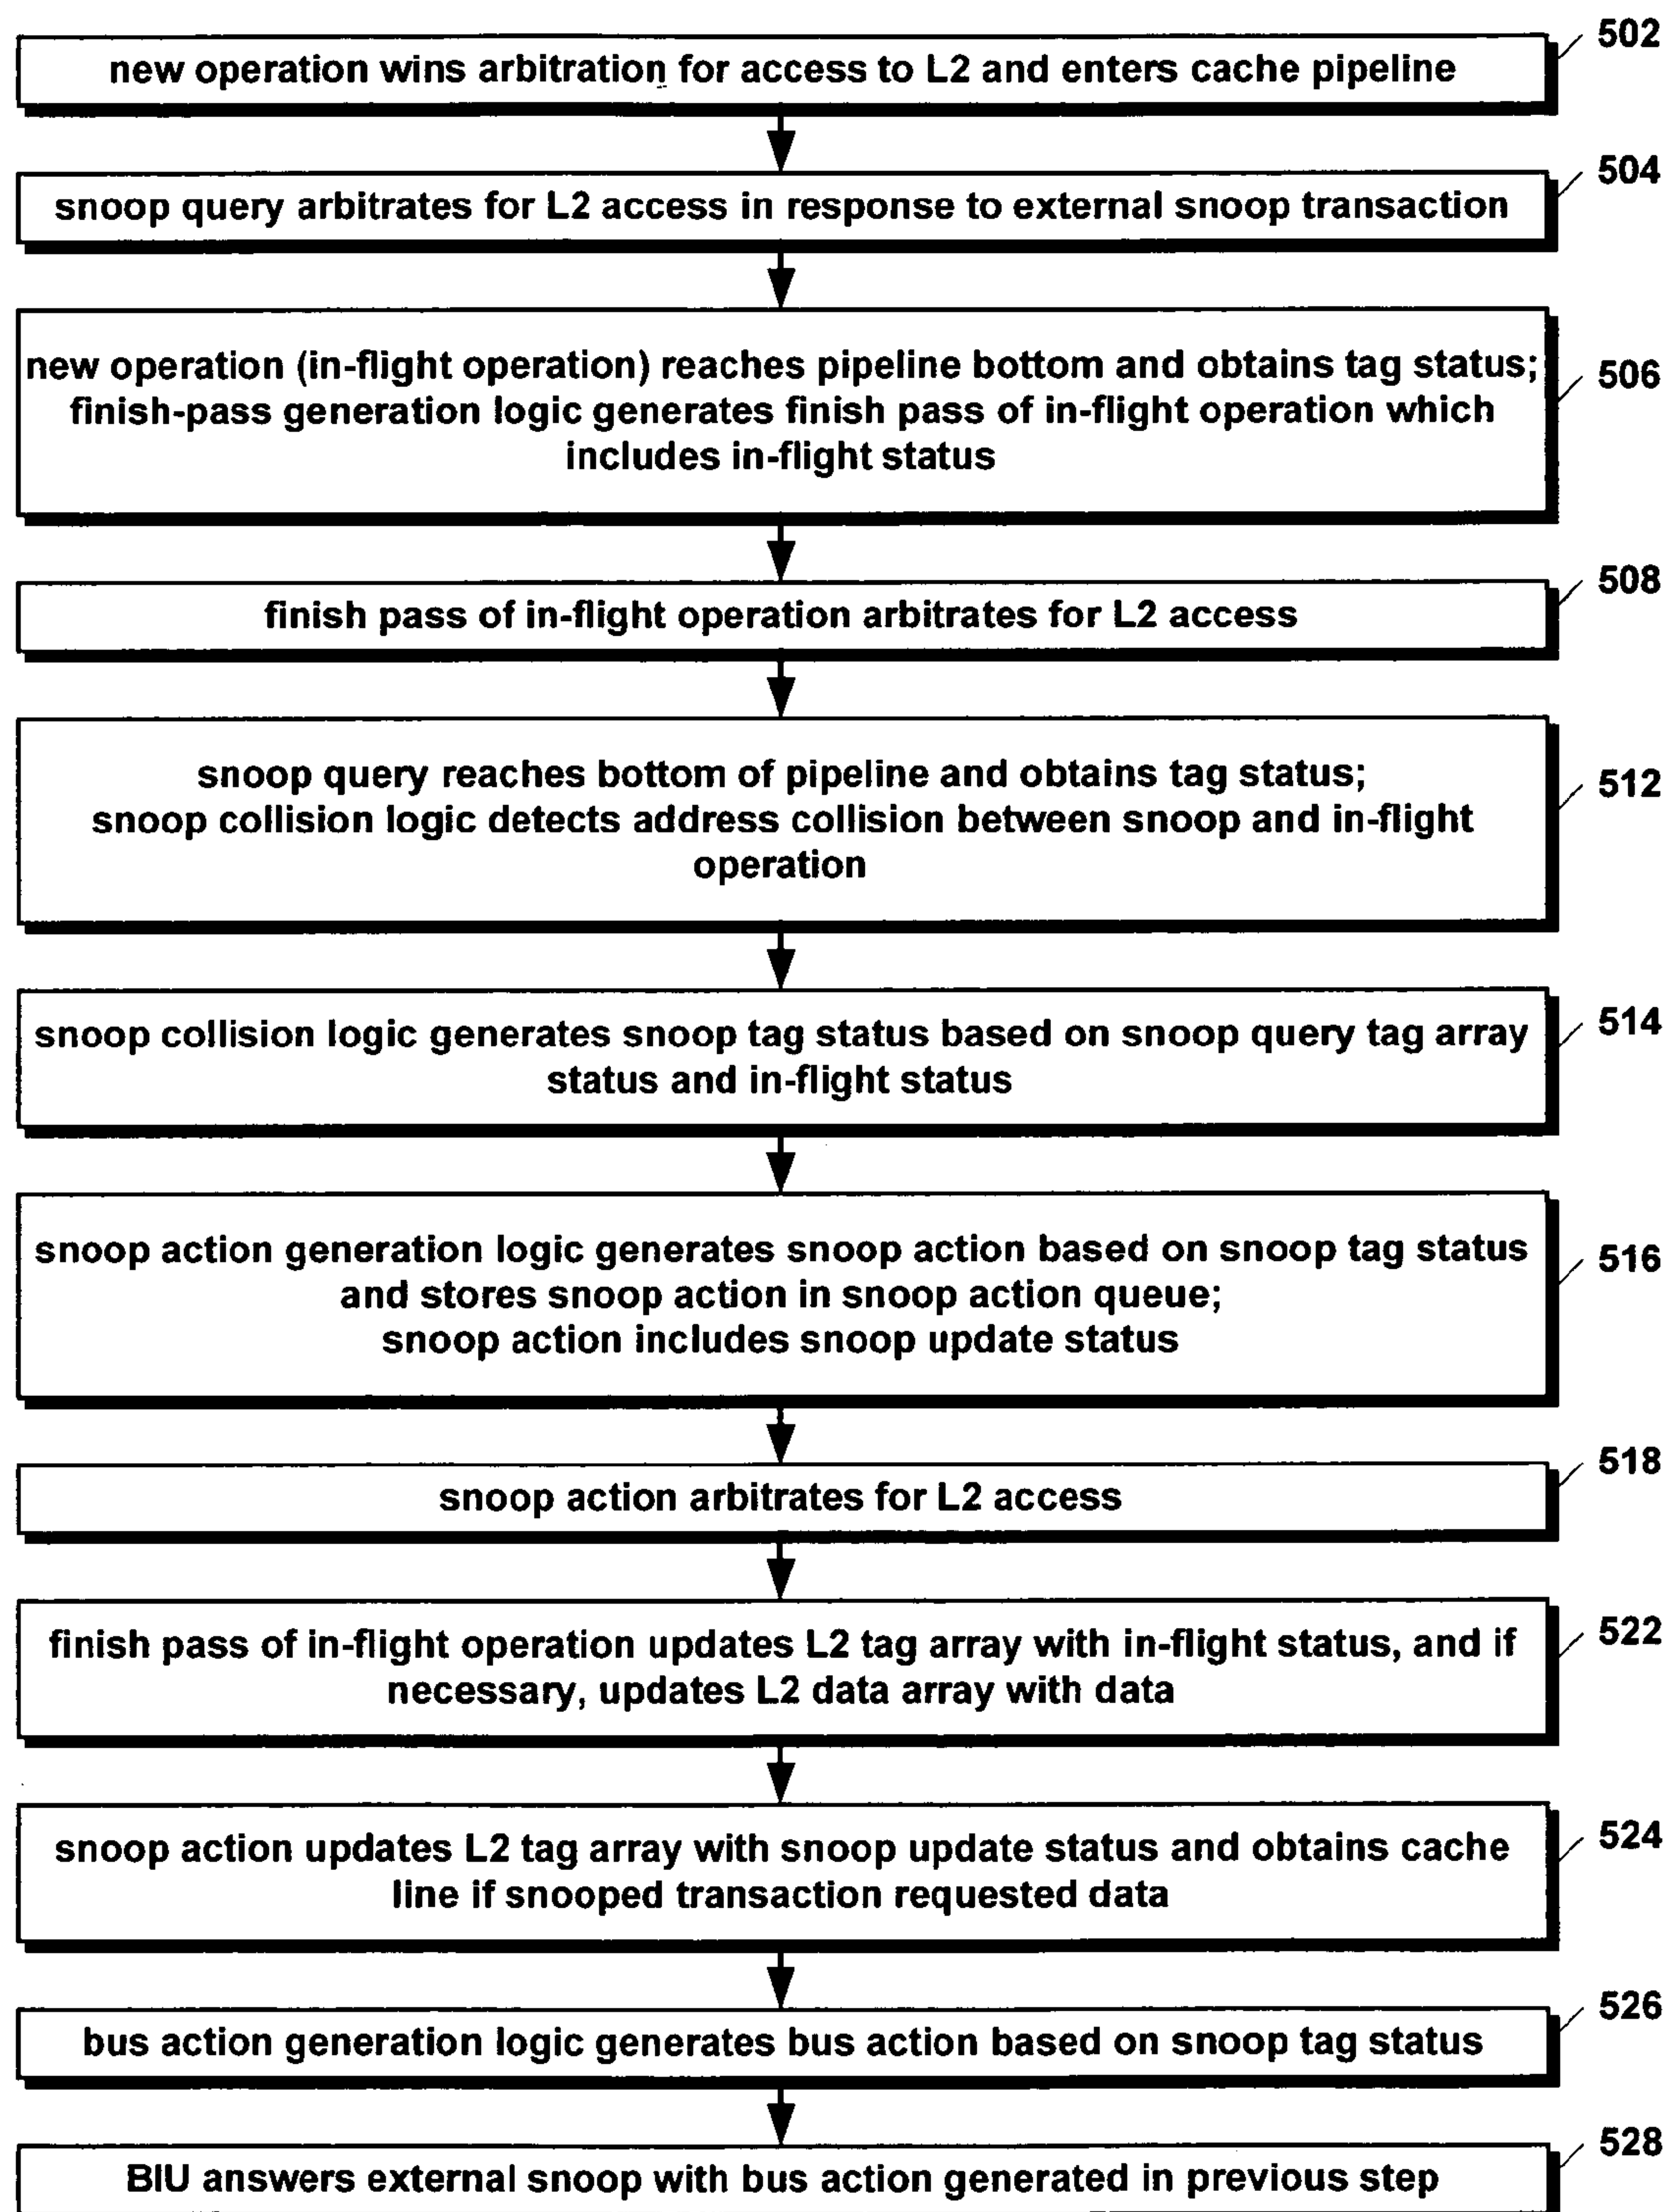 502
new operation wins arbitration for access to L2 and enters cache pipeline
504
snoop query arbitrates for L2 access in response to external snoop transaction
new operation (in-flight operation) reaches pipeline bottom and obtains tag status;
506
finish-pass generation logic generates finish pass of in-flight operation which
includes in-flight status
508
finish pass of in-flight operation arbitrates for L2 access
snoop query reaches bottom of pipeline and obtains tag status;
512
snoop collision logic detects address collision between snoop and in-flight
operation
514
snoop collision logic generates snoop tag status based on snoop query tag array
status and in-flight status
snoop action generation logic generates snoop action based on snoop tag status
516
and stores snoop action in snoop action queue;
snoop action includes snoop update status
518
snoop action arbitrates for L2 access
522
finish pass of in-flight operation updates L2 tag array with in-flight status, and if
necessary, updates L2 data array with data
524
snoop action updates L2 tag array with snoop update status and obtains cache
line if snooped transaction requested data
526
bus action generation logic generates bus action based on snoop tag status
528
BIU answers external snoop with bus action generated in previous step